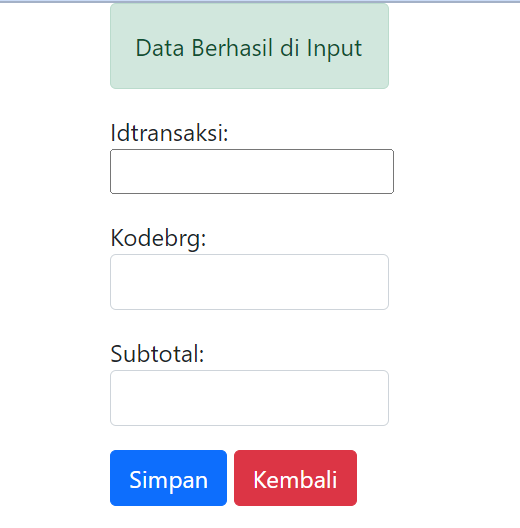 Data Berhasil di Input
Idtransaksi:
Kodebrg:
Subtotal:
Simpan Kembali